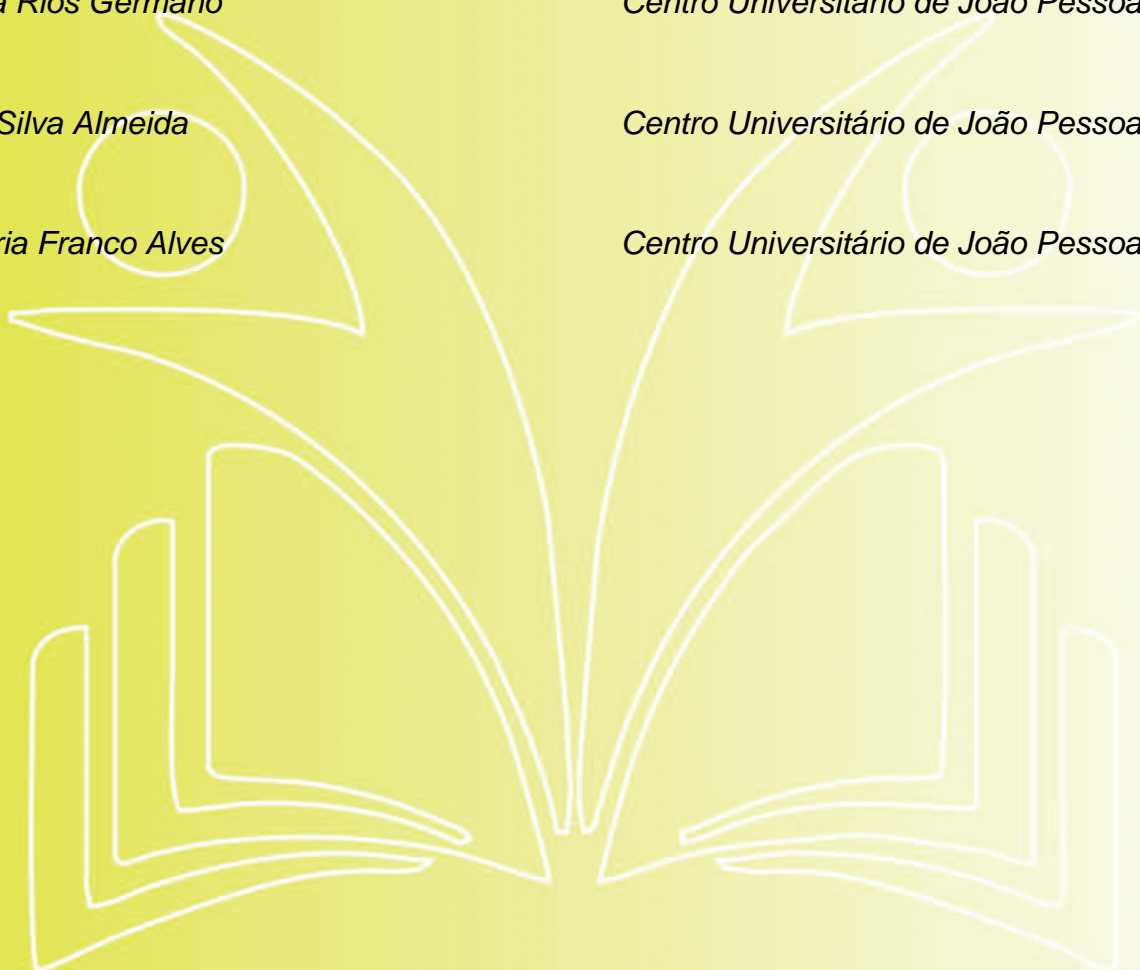 Rios Germano Centro Universitário de João Pessoa
Silva Almeida Centro Universitário de João Pessoa
Franco Alves Centro Universitário de João Pessoa